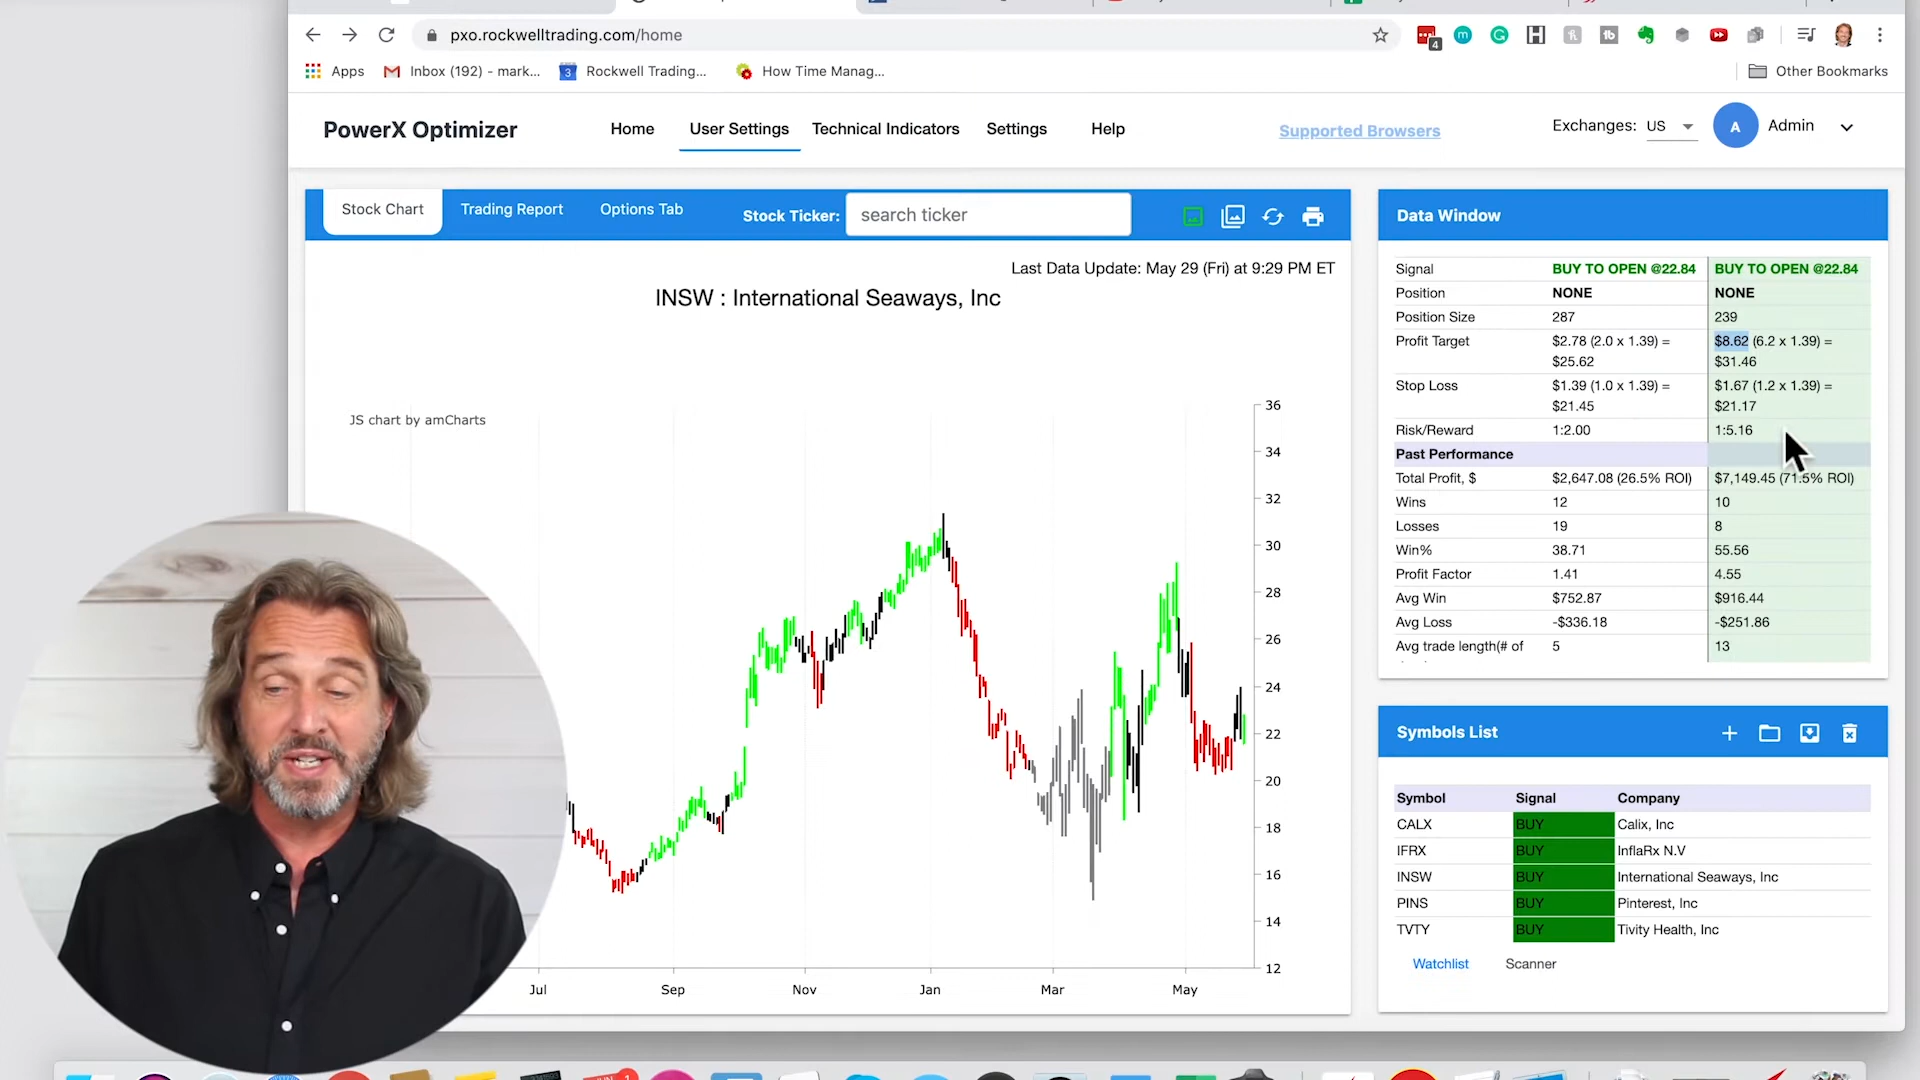 pxo.rockwelltrading.com/home
4
Apps
Inbox (192) - mark...
3
Rockwell Trading...
How Time Manag...
Other Bookmarks
PowerX Optimizer
Home
User Settings
Technical Indicators
Settings
Help
Supported Browsers
Exchanges: US
A
Admin
Stock Chart
Trading Report
Options Tab
Stock Ticker:
search ticker
Last Data Update: May 29 (Fri) at 9:29 PM ET
INSW : International Seaways, Inc
JS chart by amCharts
36
34
32
30
28
26
24
22
20
18
16
14
12
Jul
Sep
Nov
Jan
Mar
May
Data Window
Signal BUY TO OPEN @22.84 BUY TO OPEN @22.84
Position NONE NONE
Position Size 287 239
Profit Target $2.78 (2.0 x 1.39) = $8.62 (6.2 x 1.39) =
$25.62 $31.46
Stop Loss $1.39 (1.0 x 1.39) = $1.67 (1.2 x 1.39) =
$21.45 $21.17
Risk/Reward 1:2.00 1:5.16
Past Performance
Total Profit, $ $2,647.08 (26.5% ROI) $7,149.45 (71.5% ROI)
Wins 12 10
Losses 19 8
Win% 38.71 55.56
Profit Factor 1.41 4.55
Avg Win $752.87 $916.44
Avg Loss -$336.18 -$251.86
Avg trade length(# of 5 13
Symbols List
Symbol Signal Company
CALX BUY Calix, Inc
IFRX BUY InflaRx N.V
INSW BUY International Seaways, Inc
PINS BUY Pinterest, Inc
TVTY BUY Tivity Health, Inc
Watchlist
Scanner